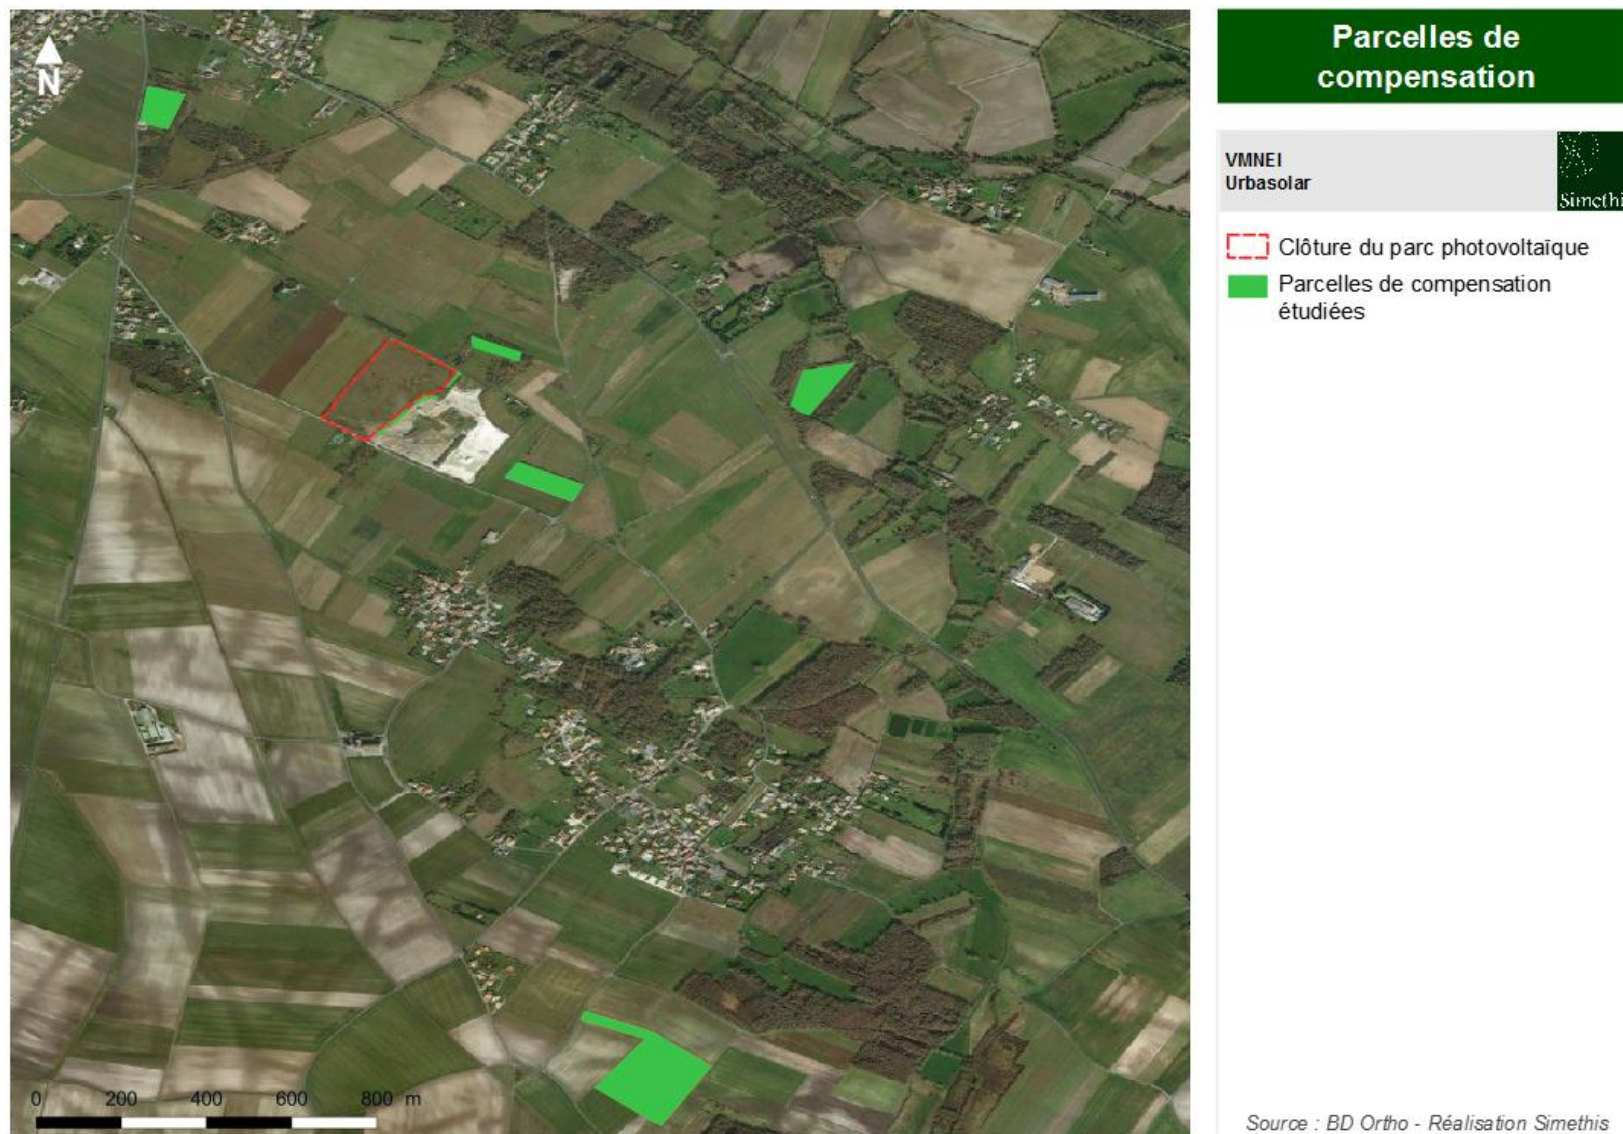 Parcelles de
compensation
N
VMNEI
Urbasolar
Clôture du parc photovoltaïque
Parcelles de compensation
étudiées
0 200 400 600 800 m
Source : BD Ortho - Réalisation Simethis